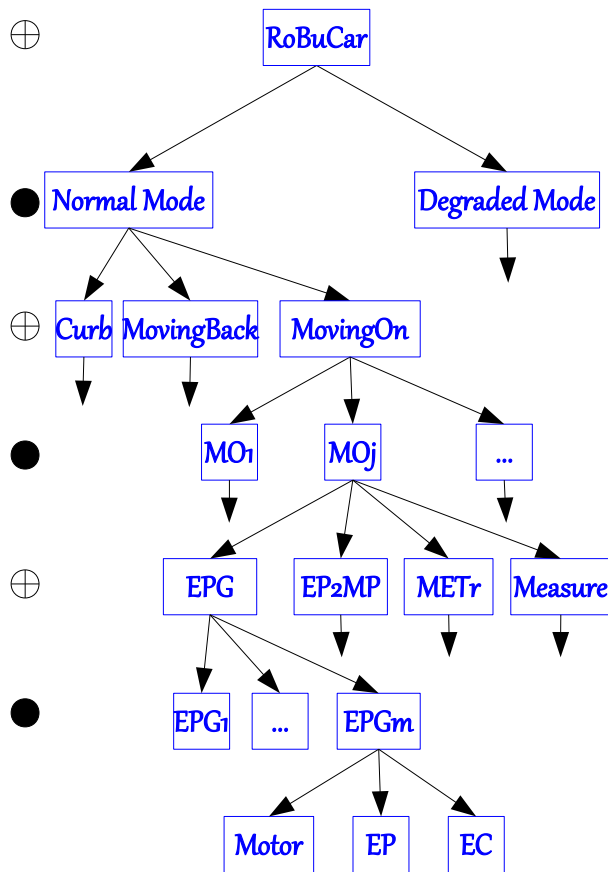 RoBuCar
Normal Mode
Degraded Mode
Curb
MovingBack
MovingOn
MO1
MOj
...
EPG
EP2MP
METr
Measure
EPG1
...
EPGm
Motor
EP
EC